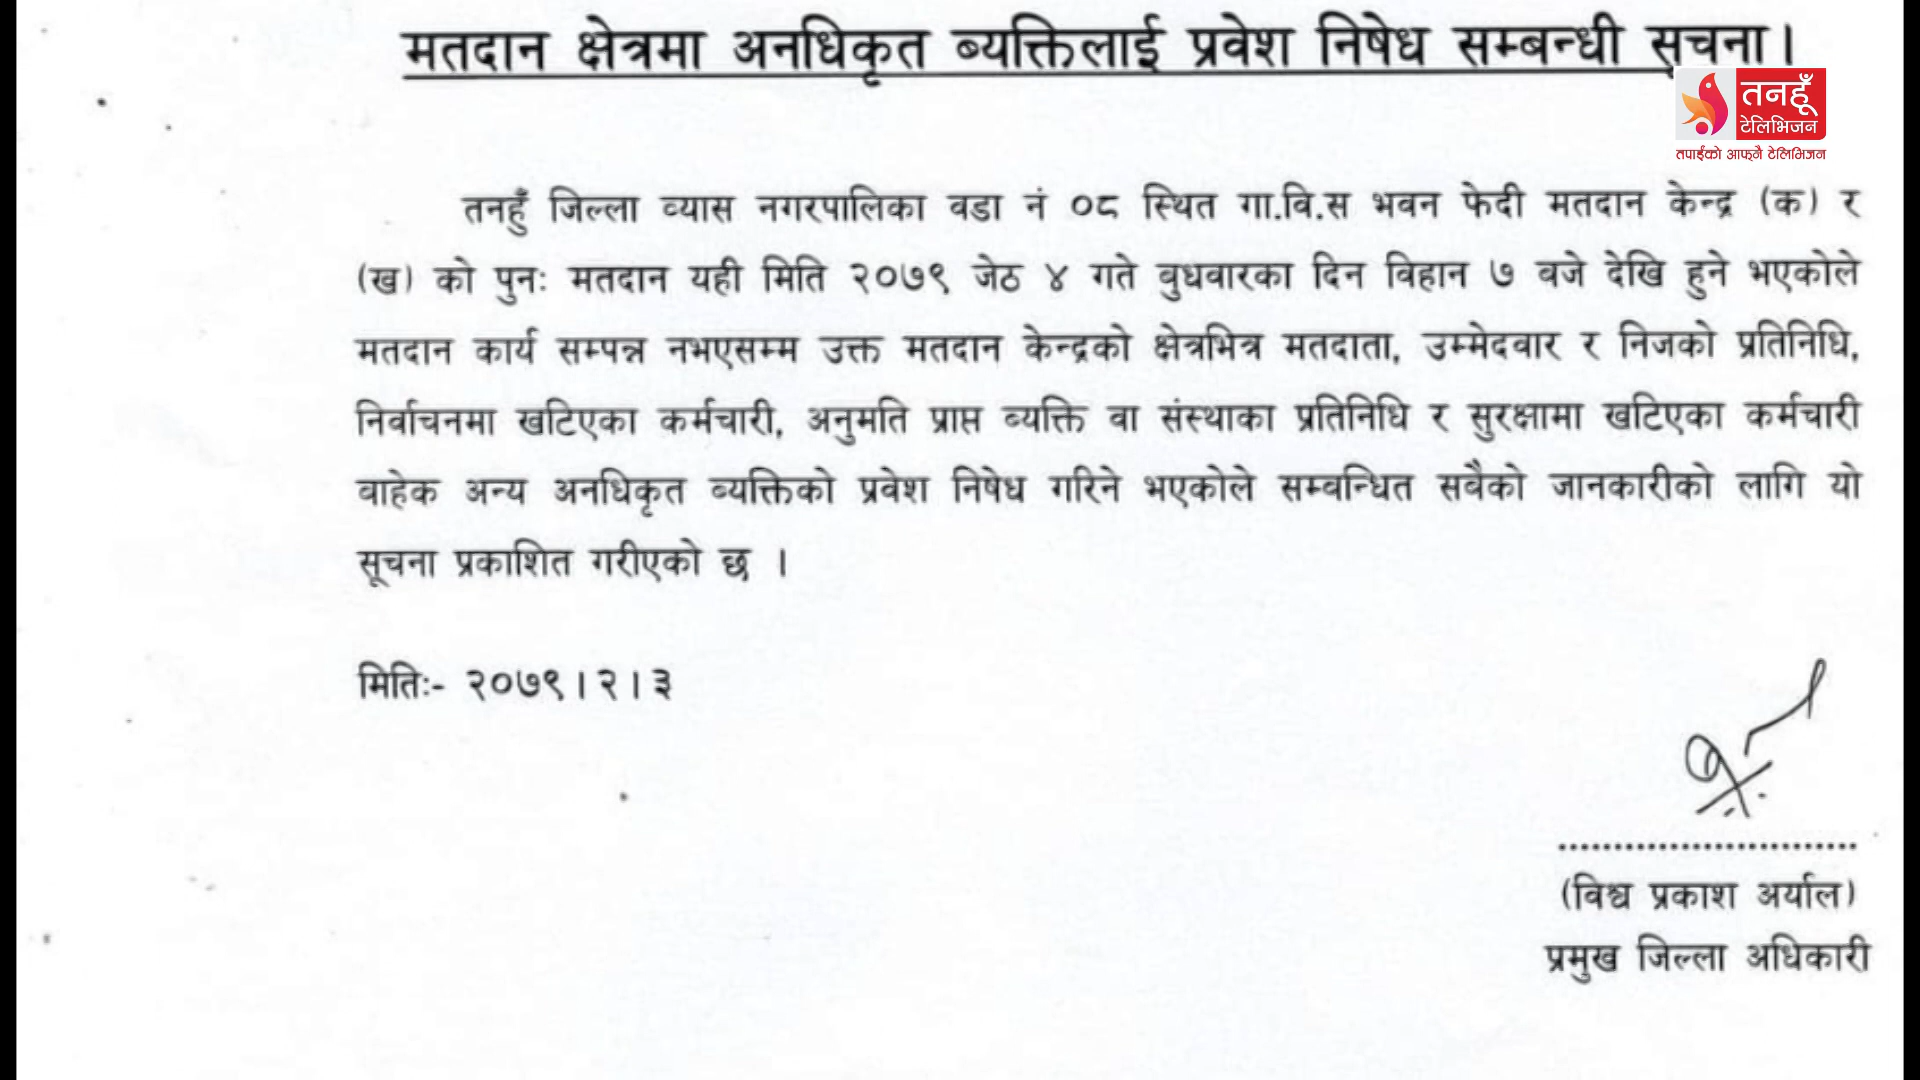 मतदान क्षेत्रमा अनधिकृत व्यक्तिलाई प्रवेश निषेध सम्बन्धी सूचना।
तनहूँ
टेलिभिजन
तपाईंको आफ्नै टेलिभिजन
तनहुँ जिल्ला व्यास नगरपालिका वडा नं ०८ स्थित गा.वि.स भवन फेदी मतदान केन्द्र (क) र
(ख) को पुनः मतदान यही मिति २०७९ जेठ ४ गते बुधवारका दिन विहान ७ बजे देखि हुने भएकोले
मतदान कार्य सम्पन्न नभएसम्म उक्त मतदान केन्द्रको क्षेत्रभित्र मतदाता, उम्मेदवार र निजको प्रतिनिधि,
निर्वाचनमा खटिएका कर्मचारी, अनुमति प्राप्त व्यक्ति वा संस्थाका प्रतिनिधि र सुरक्षामा खटिएका कर्मचारी
वाहेक अन्य अनधिकृत व्यक्तिको प्रवेश निषेध गरिने भएकोले सम्वन्धित सवैको जानकारीको लागि यो
सूचना प्रकाशित गरीएको छ ।
मितिः- २०७९।२।३
(विश्व प्रकाश अर्याल)
प्रमुख जिल्ला अधिकारी